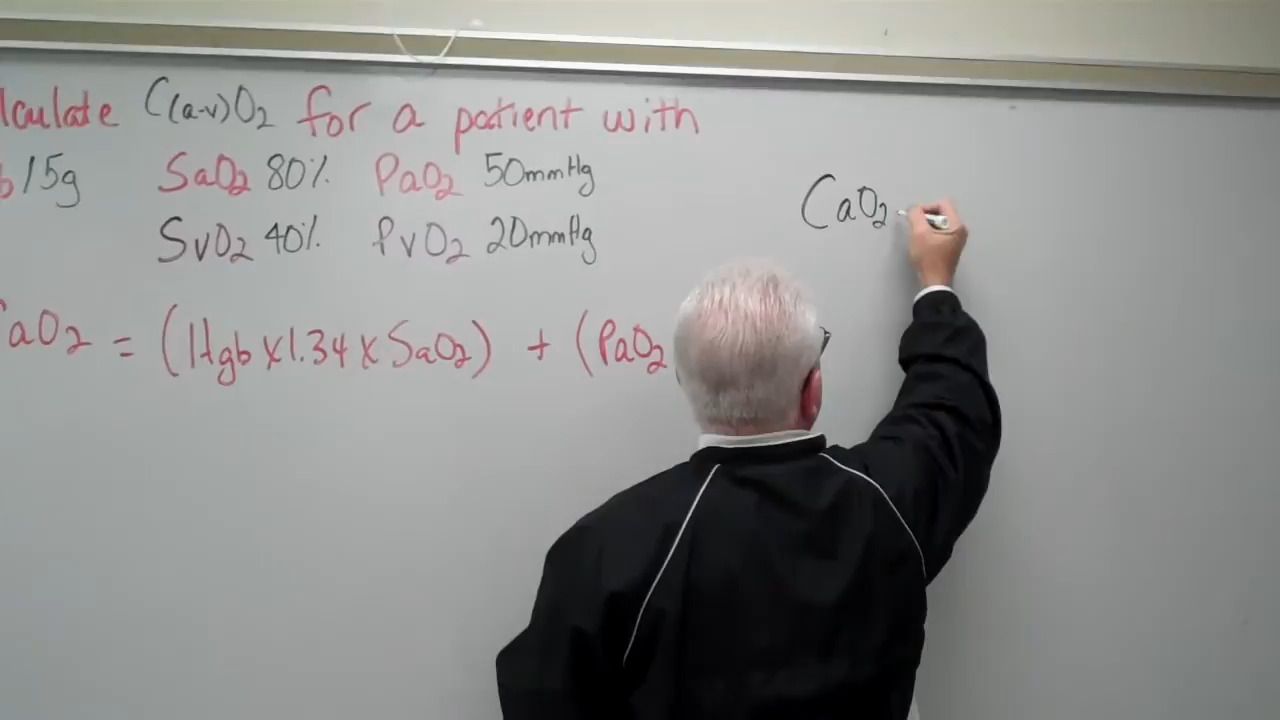 lculate C(a-v)O2 for a patient with
b 15g SaO2 80% PaO2 50mmHg
SvO2 40% PvO2 20mmHg
CaO2
CaO2 = (Hgb x 1.34 x SaO2) + (PaO2